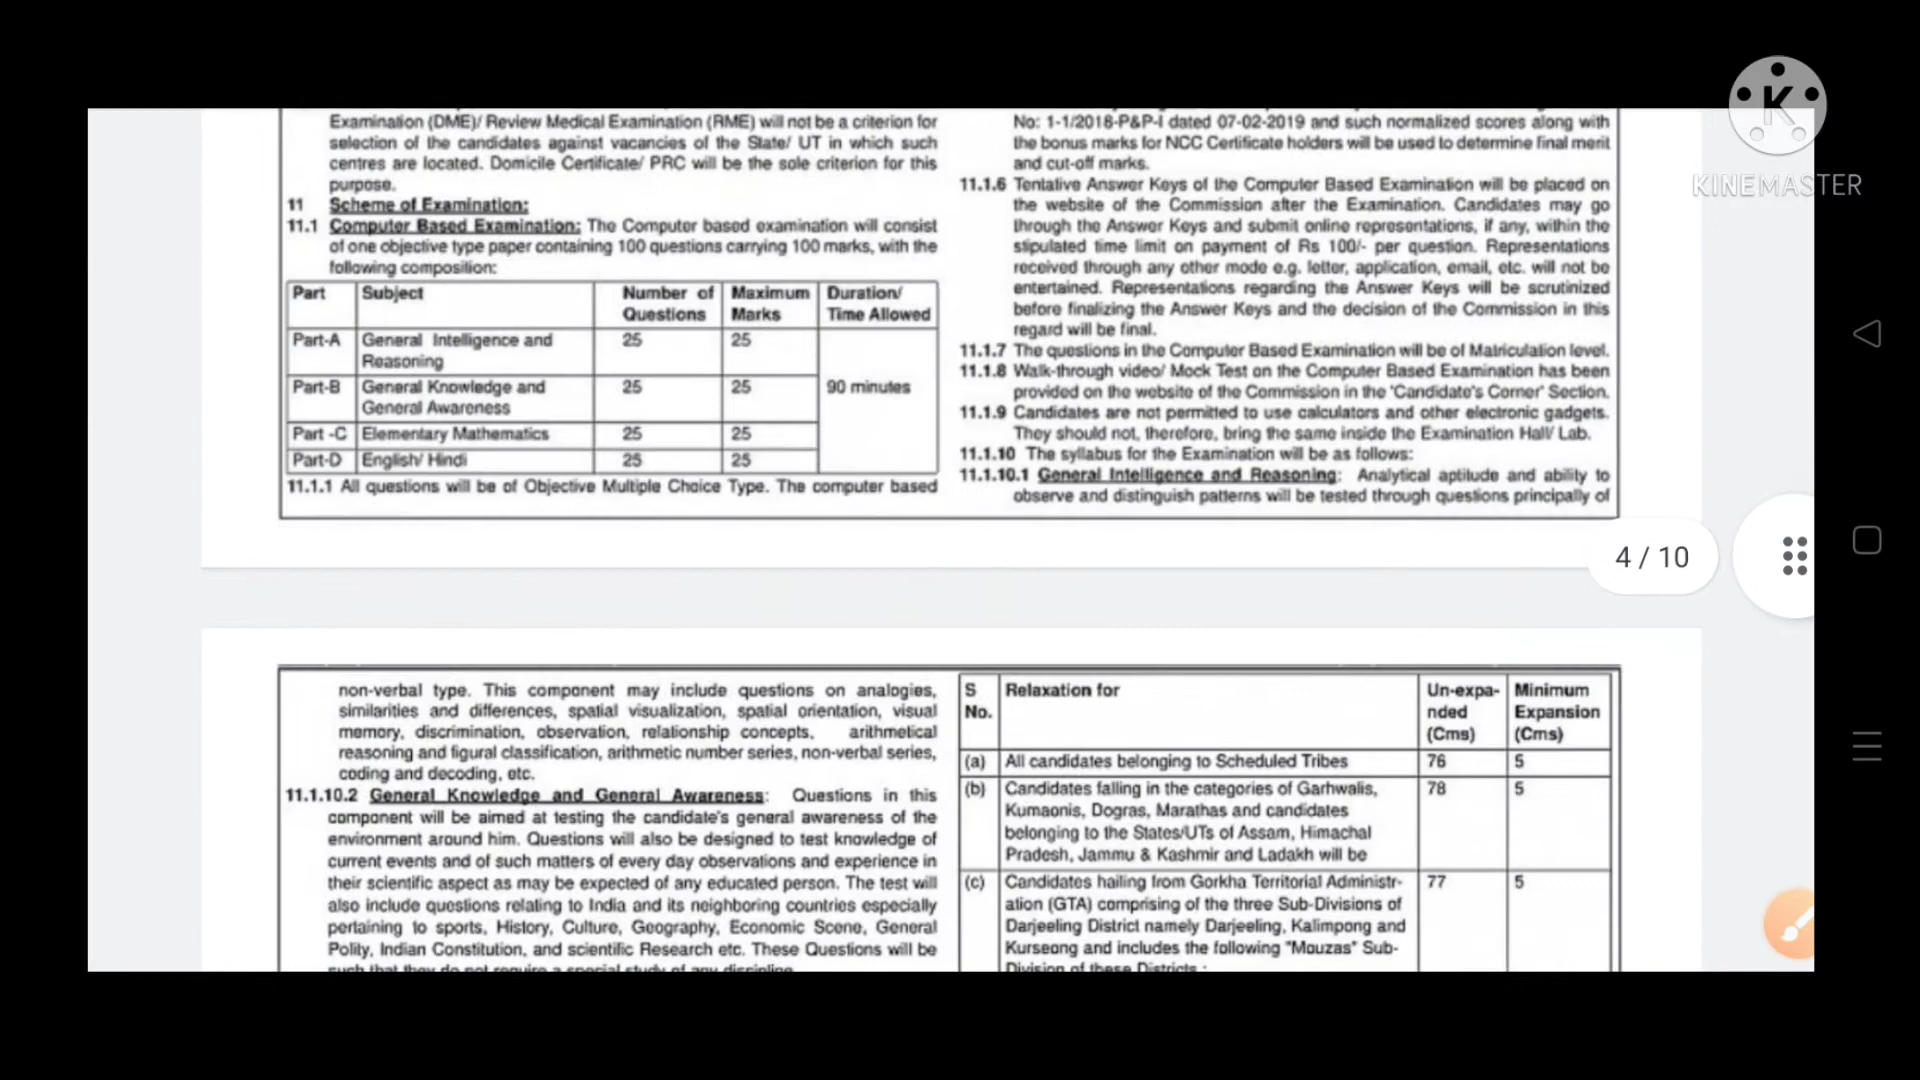 Examination (DME)/ Review Medical Examination (RME) will not be a criterion for
selection of the candidates against vacancies of the State/ UT in which such
centres are located. Domicile Certificate/ PRC will be the sole criterion for this
purpose.
11 Scheme of Examination:
11.1 Computer Based Examination: The Computer based examination will consist
of one objective type paper containing 100 questions carrying 100 marks, with the
following composition:
Part Subject Number of Questions Maximum Marks Duration/ Time Allowed
Part-A General Intelligence and Reasoning 25 25
Part-B General Knowledge and General Awareness 25 25 90 minutes
Part -C Elementary Mathematics 25 25
Part-D English/ Hindi 25 25
11.1.1 All questions will be of Objective Multiple Choice Type. The computer based
No: 1-1/2018-P&P-I dated 07-02-2019 and such normalized scores along with
the bonus marks for NCC Certificate holders will be used to determine final merit
and cut-off marks.
11.1.6 Tentative Answer Keys of the Computer Based Examination will be placed on
the website of the Commission after the Examination. Candidates may go
through the Answer Keys and submit online representations, if any, within the
stipulated time limit on payment of Rs 100/- per question. Representations
received through any other mode e.g. letter, application, email, etc. will not be
entertained. Representations regarding the Answer Keys will be scrutinized
before finalizing the Answer Keys and the decision of the Commission in this
regard will be final.
11.1.7 The questions in the Computer Based Examination will be of Matriculation level.
11.1.8 Walk-through video/ Mock Test on the Computer Based Examination has been
provided on the website of the Commission in the 'Candidate's Corner' Section.
11.1.9 Candidates are not permitted to use calculators and other electronic gadgets.
They should not, therefore, bring the same inside the Examination Hall/ Lab.
11.1.10 The syllabus for the Examination will be as follows:
11.1.10.1 General Intelligence and Reasoning: Analytical aptitude and ability to
observe and distinguish patterns will be tested through questions principally of
K
KINEMASTER
4 / 10
non-verbal type. This component may include questions on analogies,
similarities and differences, spatial visualization, spatial orientation, visual
memory, discrimination, observation, relationship concepts, arithmetical
reasoning and figural classification, arithmetic number series, non-verbal series,
coding and decoding, etc.
11.1.10.2 General Knowledge and General Awareness: Questions in this
component will be aimed at testing the candidate's general awareness of the
environment around him. Questions will also be designed to test knowledge of
current events and of such matters of every day observations and experience in
their scientific aspect as may be expected of any educated person. The test will
also include questions relating to India and its neighboring countries especially
pertaining to sports, History, Culture, Geography, Economic Scene, General
Polity, Indian Constitution, and scientific Research etc. These Questions will be
such that they do not require a special study of any discipline.
S No. Relaxation for Un-expa-nded (Cms) Minimum Expansion (Cms)
(a) All candidates belonging to Scheduled Tribes 76 5
(b) Candidates falling in the categories of Garhwalis, 78 5
Kumaonis, Dogras, Marathas and candidates
belonging to the States/UTs of Assam, Himachal
Pradesh, Jammu & Kashmir and Ladakh will be
(c) Candidates hailing from Gorkha Territorial Administr- 77 5
ation (GTA) comprising of the three Sub-Divisions of
Darjeeling District namely Darjeeling, Kalimpong and
Kurseong and includes the following "Mouzas" Sub-
Division of these Districts :